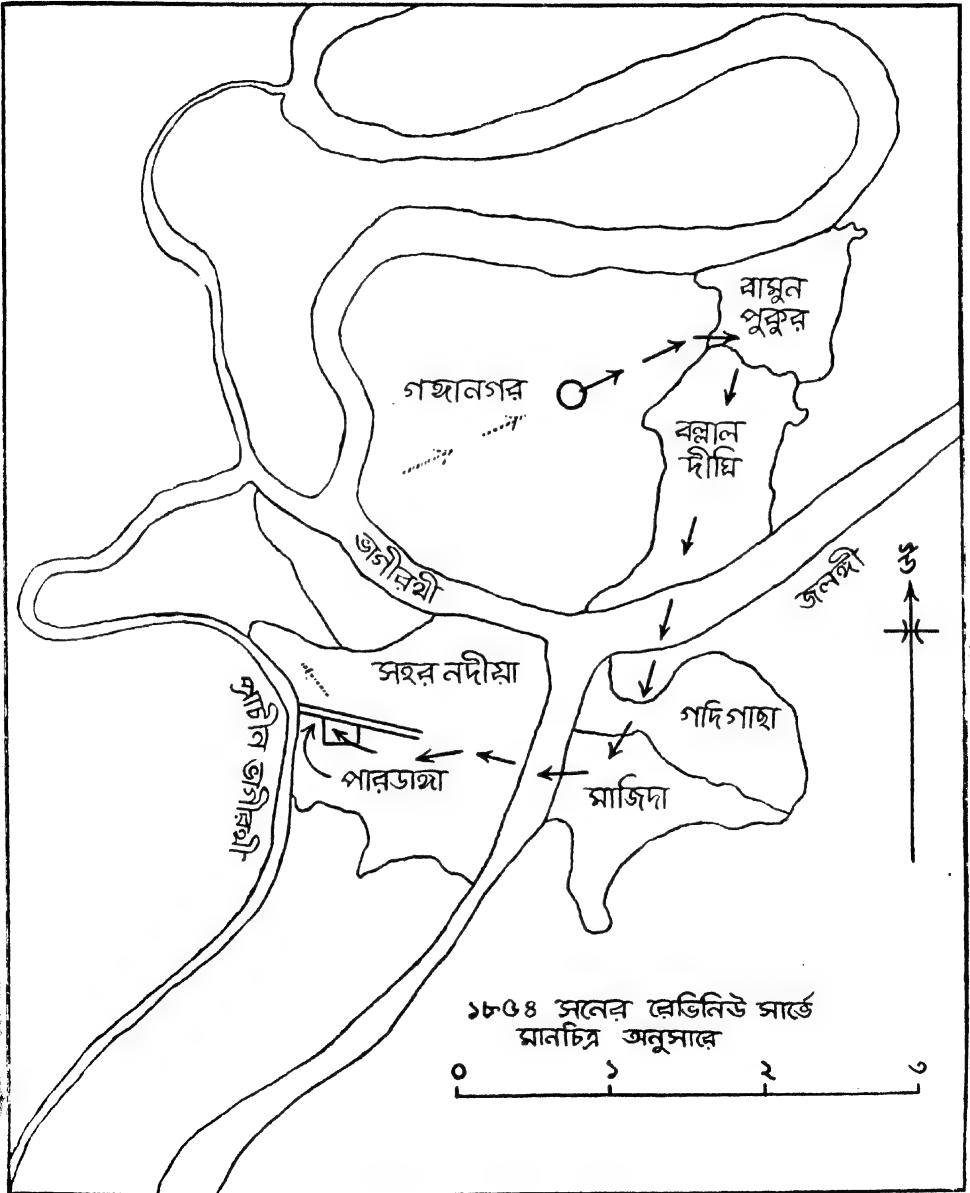 বামুন
পুকুর
গঙ্গানগর
বল্লাল
দীঘি
ভাগীরথী
জলঙ্গী
উ
সহর নদীয়া
গদিগাছা
প্রাচীন ভাগীরথী
পারডাঙ্গা
মাজিদা
১৮৫৪ সনের রেভিনিউ সার্ভে
মানচিত্র অনুসারে
০ ১ ২ ৩